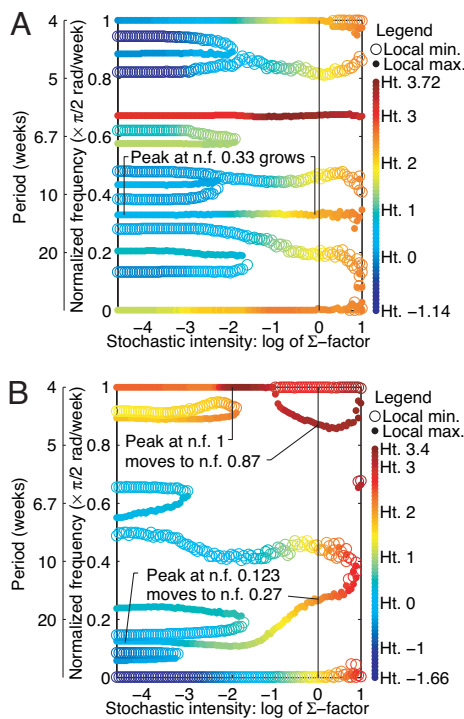 A
Period (weeks)
4
5
6.7
10
20
Normalized frequency (× π/2 rad/week)
1
0.8
0.6
0.4
0.2
0
Peak at n.f. 0.33 grows
−4 −3 −2 −1 0 1
Stochastic intensity: log of Σ-factor
Legend
Local min.
Local max.
Ht. 3.72
Ht. 3
Ht. 2
Ht. 1
Ht. 0
Ht. −1.14
B
Period (weeks)
4
5
6.7
10
20
Normalized frequency (× π/2 rad/week)
1
0.8
0.6
0.4
0.2
0
Peak at n.f. 1
moves to n.f. 0.87
Peak at n.f. 0.123
moves to n.f. 0.27
−4 −3 −2 −1 0 1
Stochastic intensity: log of Σ-factor
Legend
Local min.
Local max.
Ht. 3.4
Ht. 3
Ht. 2
Ht. 1
Ht. 0
Ht. −1
Ht. −1.66